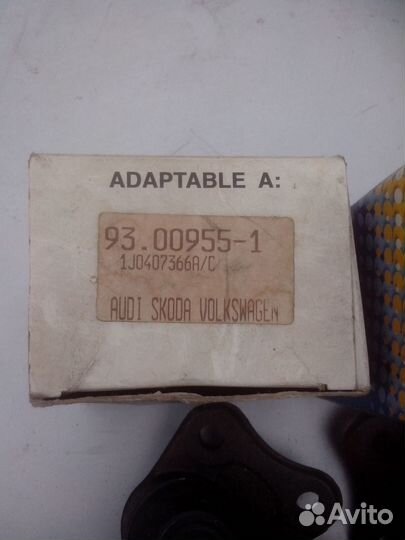 ADAPTABLE A:
93.00955-1
1J0407366A/C
AUDI SKODA VOLKSWAGEN
Avito